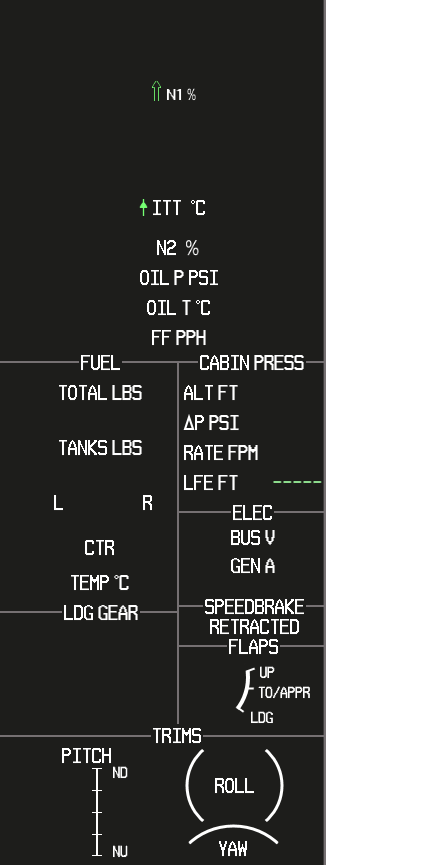 N1 %
ITT °C
N2 %
OIL P PSI
OIL T °C
FF PPH
FUEL
TOTAL LBS
TANKS LBS
L R
CTR
TEMP °C
LDG GEAR
CABIN PRESS
ALT FT
ΔP PSI
RATE FPM
LFE FT -----
ELEC
BUS V
GEN A
SPEEDBRAKE
RETRACTED
FLAPS
UP
TO/APPR
LDG
TRIMS
PITCH
ND
NU
ROLL
YAW